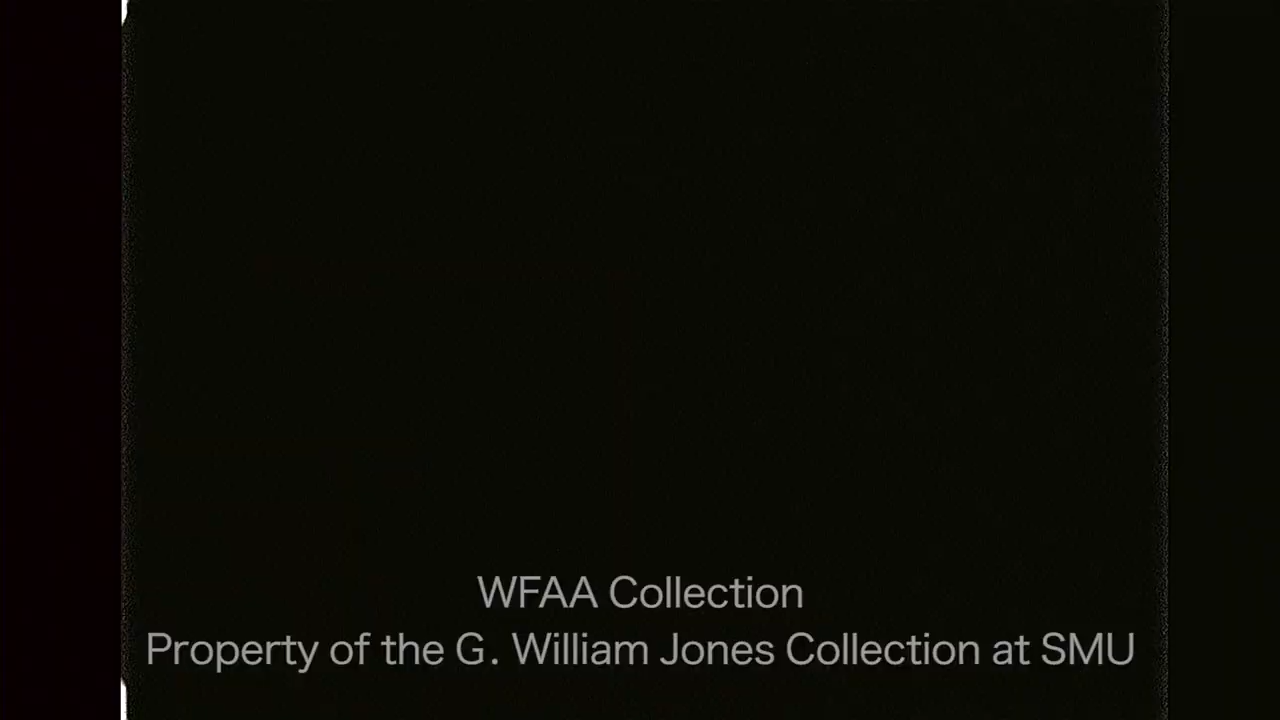 WFAA Collection
Property of the G. William Jones Collection at SMU